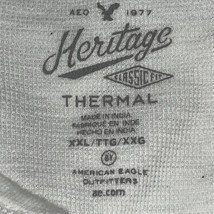 AEO 1977
Heritage
CLASSIC FIT
THERMAL
MADE IN INDIA
FABRIQUÉ EN INDE
HECHO EN INDIA
XXL/TTG/XXG
AMERICAN EAGLE
OUTFITTERS
ae.com